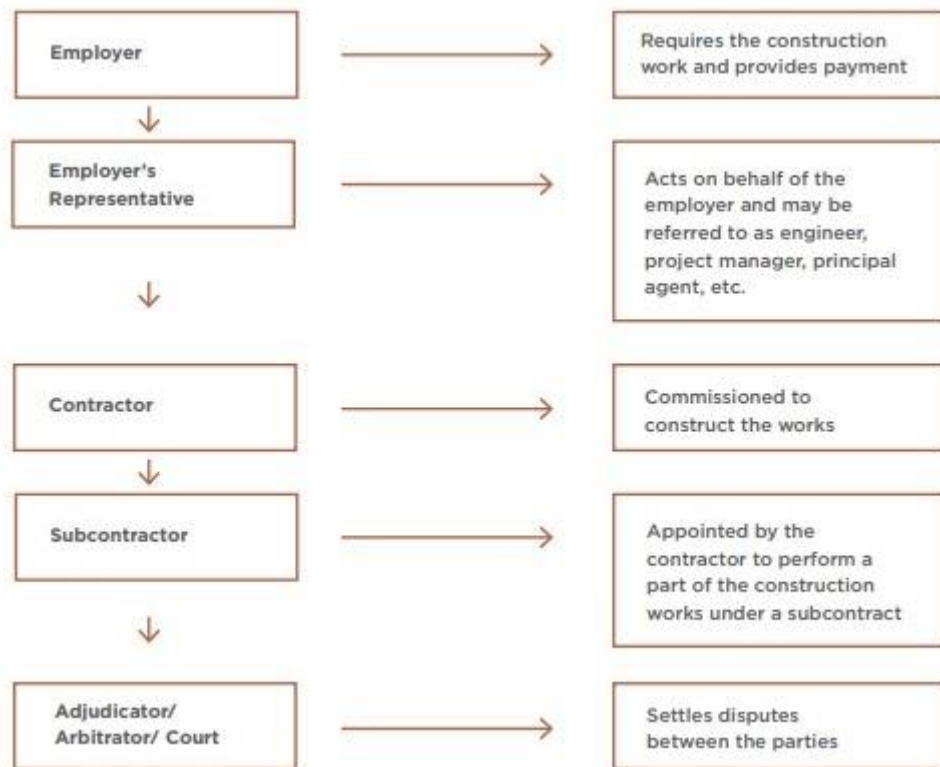 Employer
Requires the construction
work and provides payment
Employer's
Representative
Acts on behalf of the
employer and may be
referred to as engineer,
project manager, principal
agent, etc.
Contractor
Commissioned to
construct the works
Subcontractor
Appointed by the
contractor to perform a
part of the construction
works under a subcontract
Adjudicator/
Arbitrator/ Court
Settles disputes
between the parties